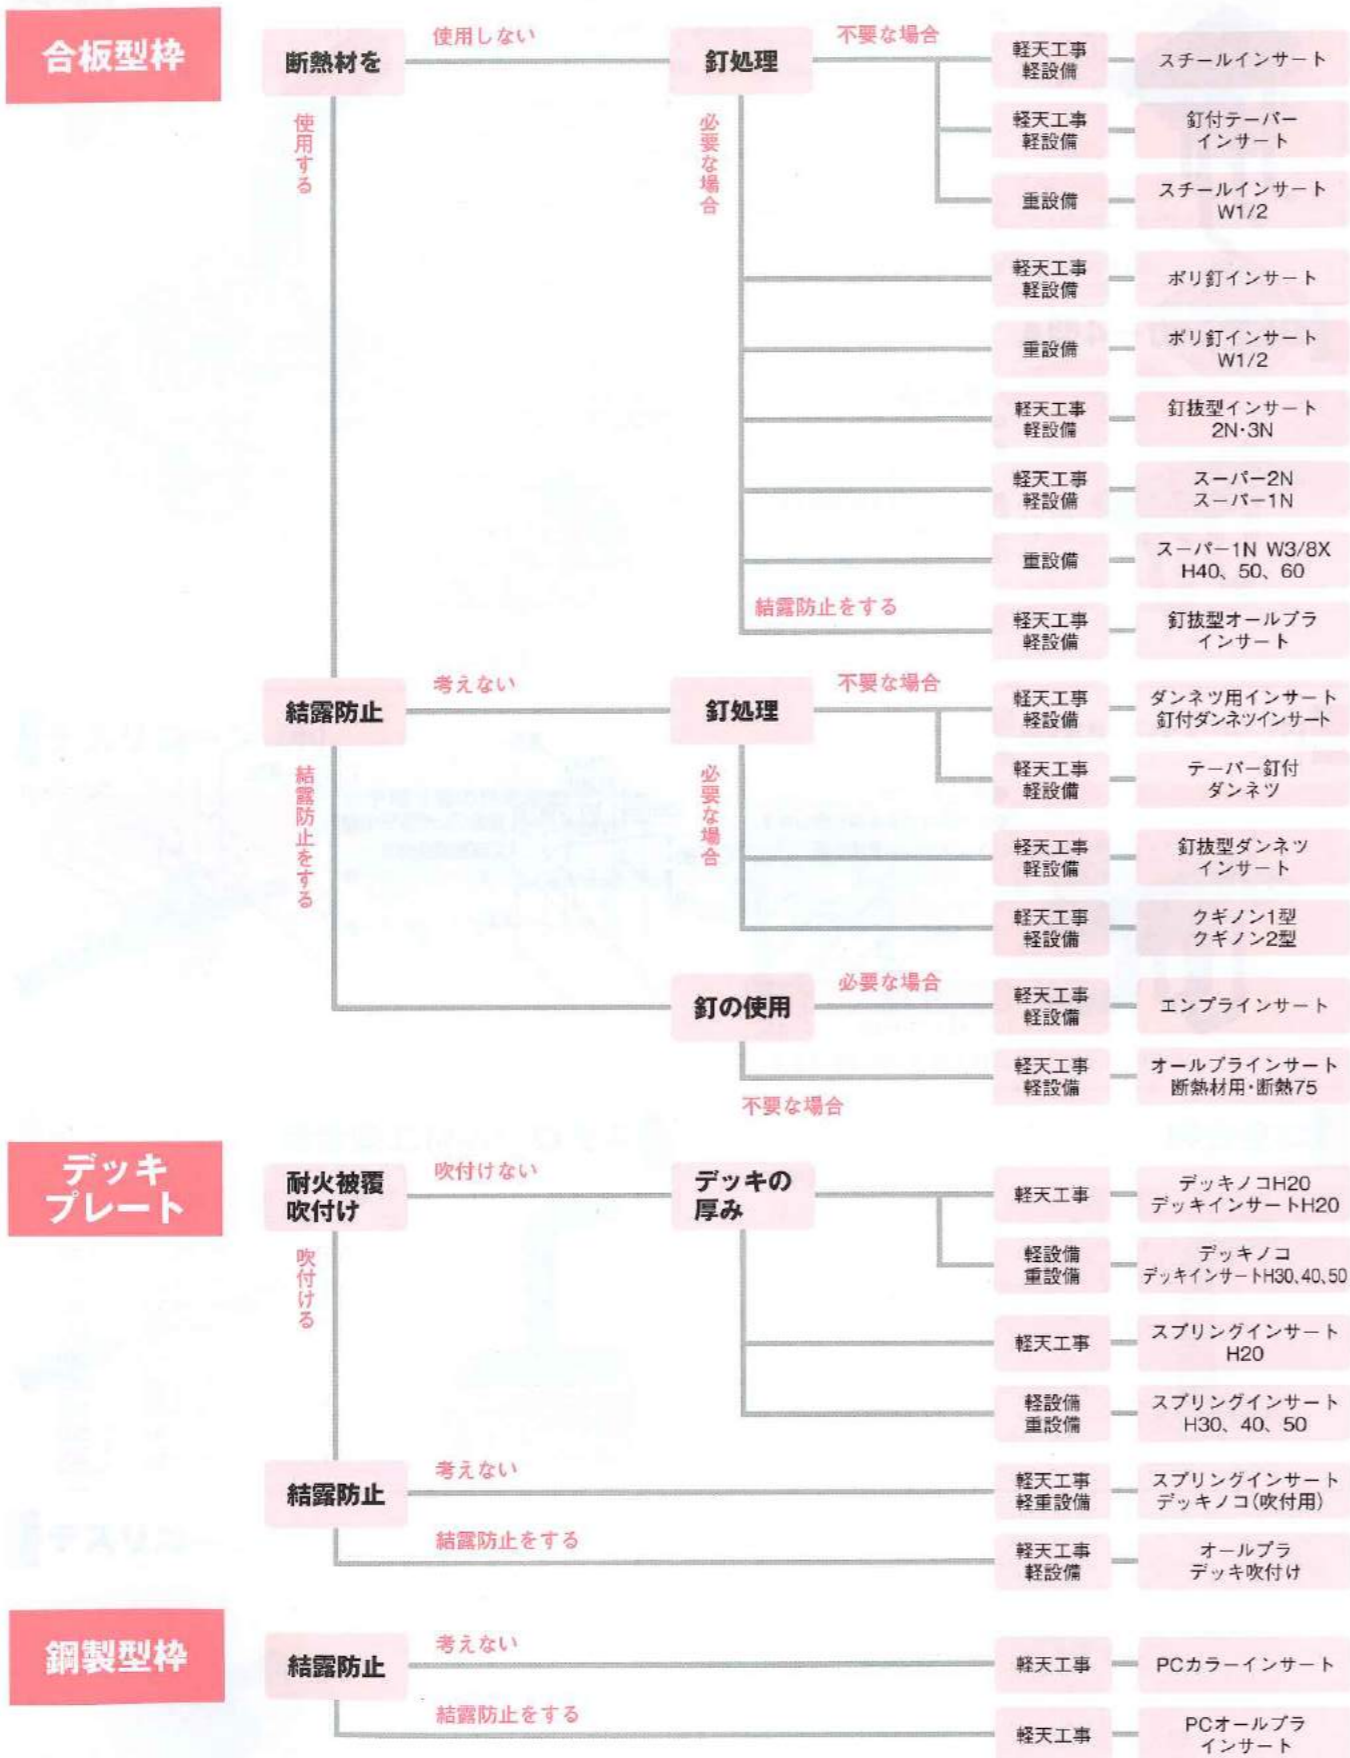 合板型枠
断熱材を
使用しない
釘処理
不要な場合
軽天工事
軽設備
スチールインサート
使用する
必要な場合
軽天工事
軽設備
釘付テーパー
インサート
重設備
スチールインサート
W1/2
軽天工事
軽設備
ポリ釘インサート
重設備
ポリ釘インサート
W1/2
軽天工事
軽設備
釘抜型インサート
2N・3N
軽天工事
軽設備
スーパー2N
スーパー1N
重設備
スーパー1N W3/8X
H40、50、60
結露防止をする
軽天工事
軽設備
釘抜型オールプラ
インサート
結露防止
考えない
釘処理
不要な場合
軽天工事
軽設備
ダンネツ用インサート
釘付ダンネツインサート
結露防止をする
必要な場合
軽天工事
軽設備
テーパー釘付
ダンネツ
軽天工事
軽設備
釘抜型ダンネツ
インサート
軽天工事
軽設備
クギノン1型
クギノン2型
釘の使用
必要な場合
軽天工事
軽設備
エンプラインサート
不要な場合
軽天工事
軽設備
オールプラインサート
断熱材用・断熱75
デッキ
プレート
耐火被覆
吹付け
吹付けない
デッキの
厚み
軽天工事
デッキノコH20
デッキインサートH20
吹付ける
軽設備
重設備
デッキノコ
デッキインサートH30、40、50
軽天工事
スプリングインサート
H20
軽設備
重設備
スプリングインサート
H30、40、50
結露防止
考えない
軽天工事
軽重設備
スプリングインサート
デッキノコ(吹付用)
結露防止をする
軽天工事
軽設備
オールプラ
デッキ吹付け
鋼製型枠
結露防止
考えない
軽天工事
PCカラーインサート
結露防止をする
軽天工事
PCオールプラ
インサート